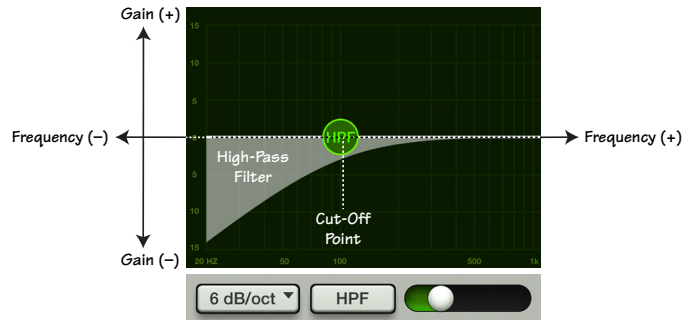 Gain (+)
15
10
5
Frequency (–)
0
HPF
Frequency (+)
High-Pass
Filter
5
Cut-Off
Point
10
15
Gain (–)
20 HZ 50 100 500 1k
6 dB/oct HPF